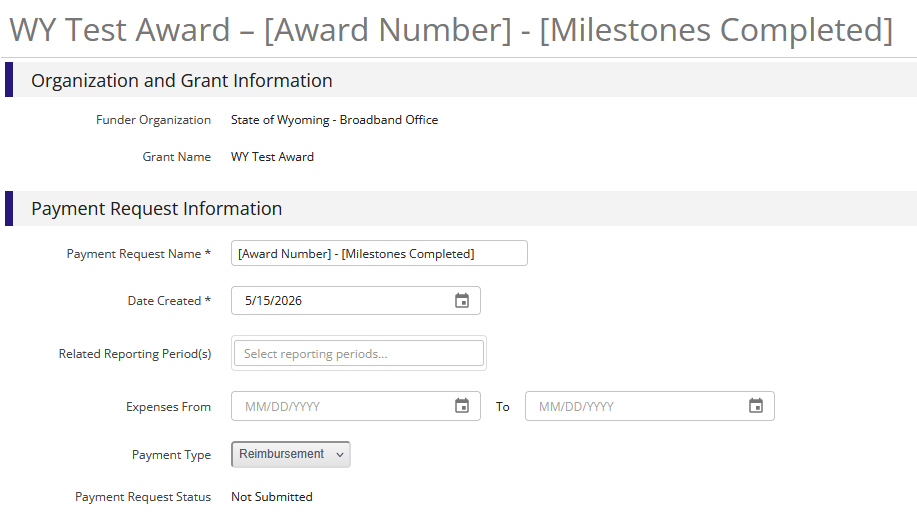 WY Test Award – [Award Number] - [Milestones Completed]
Organization and Grant Information
Funder Organization State of Wyoming - Broadband Office
Grant Name WY Test Award
Payment Request Information
Payment Request Name * [Award Number] - [Milestones Completed]
Date Created * 5/15/2026
Related Reporting Period(s) Select reporting periods...
Expenses From MM/DD/YYYY To MM/DD/YYYY
Payment Type Reimbursement
Payment Request Status Not Submitted